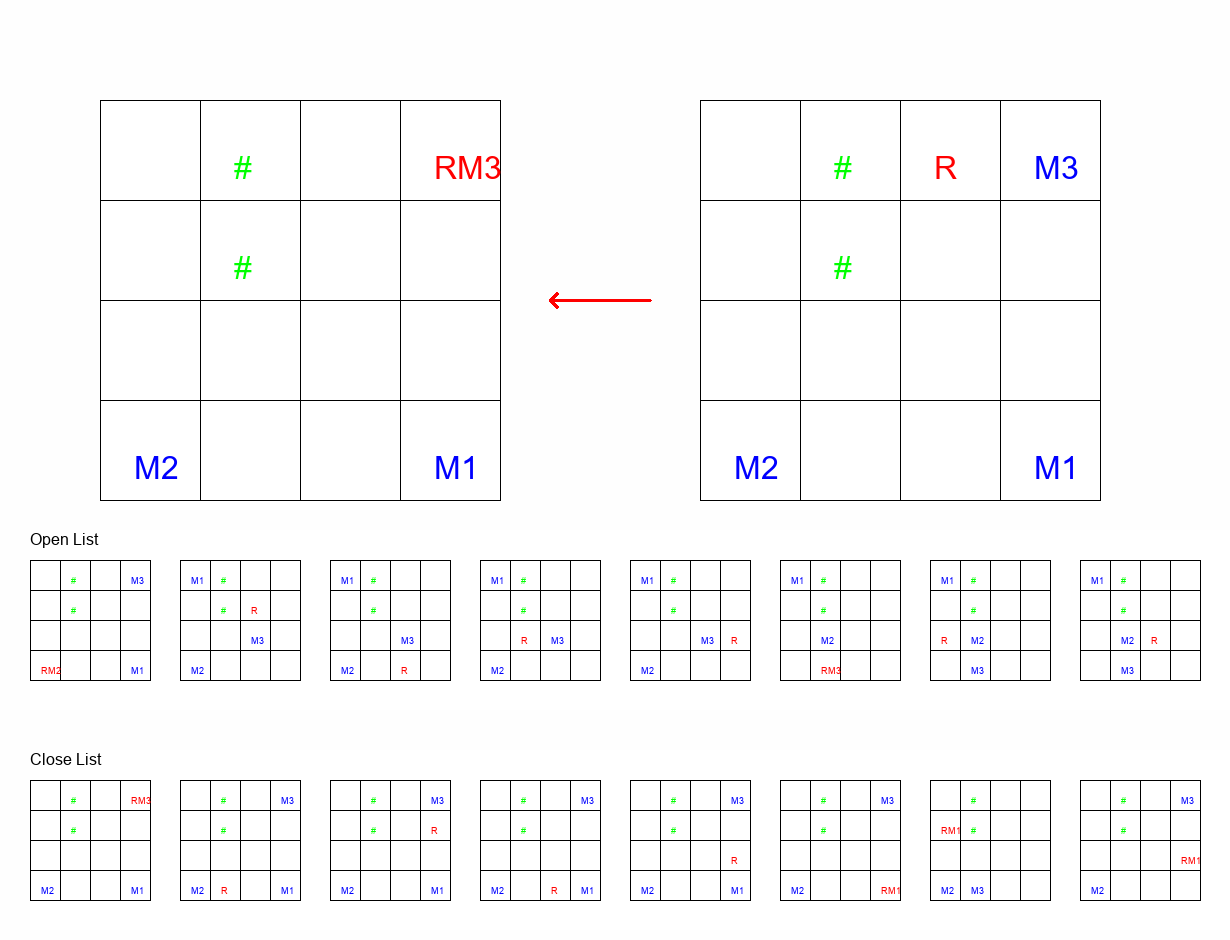 # RM3 # R M3
# #
M2 M1 M2 M1
Open List
# M3 M1 # M1 # M1 # M1 # M1 # M1 # M1 #
# # R # # # # # #
M3 M3 R M3 M3 R M2 R M2 M2 R
RM2 M1 M2 M2 R M2 M2 RM3 M3 M3
Close List
# RM3 # M3 # M3 # M3 # M3 # M3 # # M3
# # # R # # # RM1 # #
R RM1
M2 M1 M2 R M1 M2 M1 M2 R M1 M2 M1 M2 RM1 M2 M3 M2